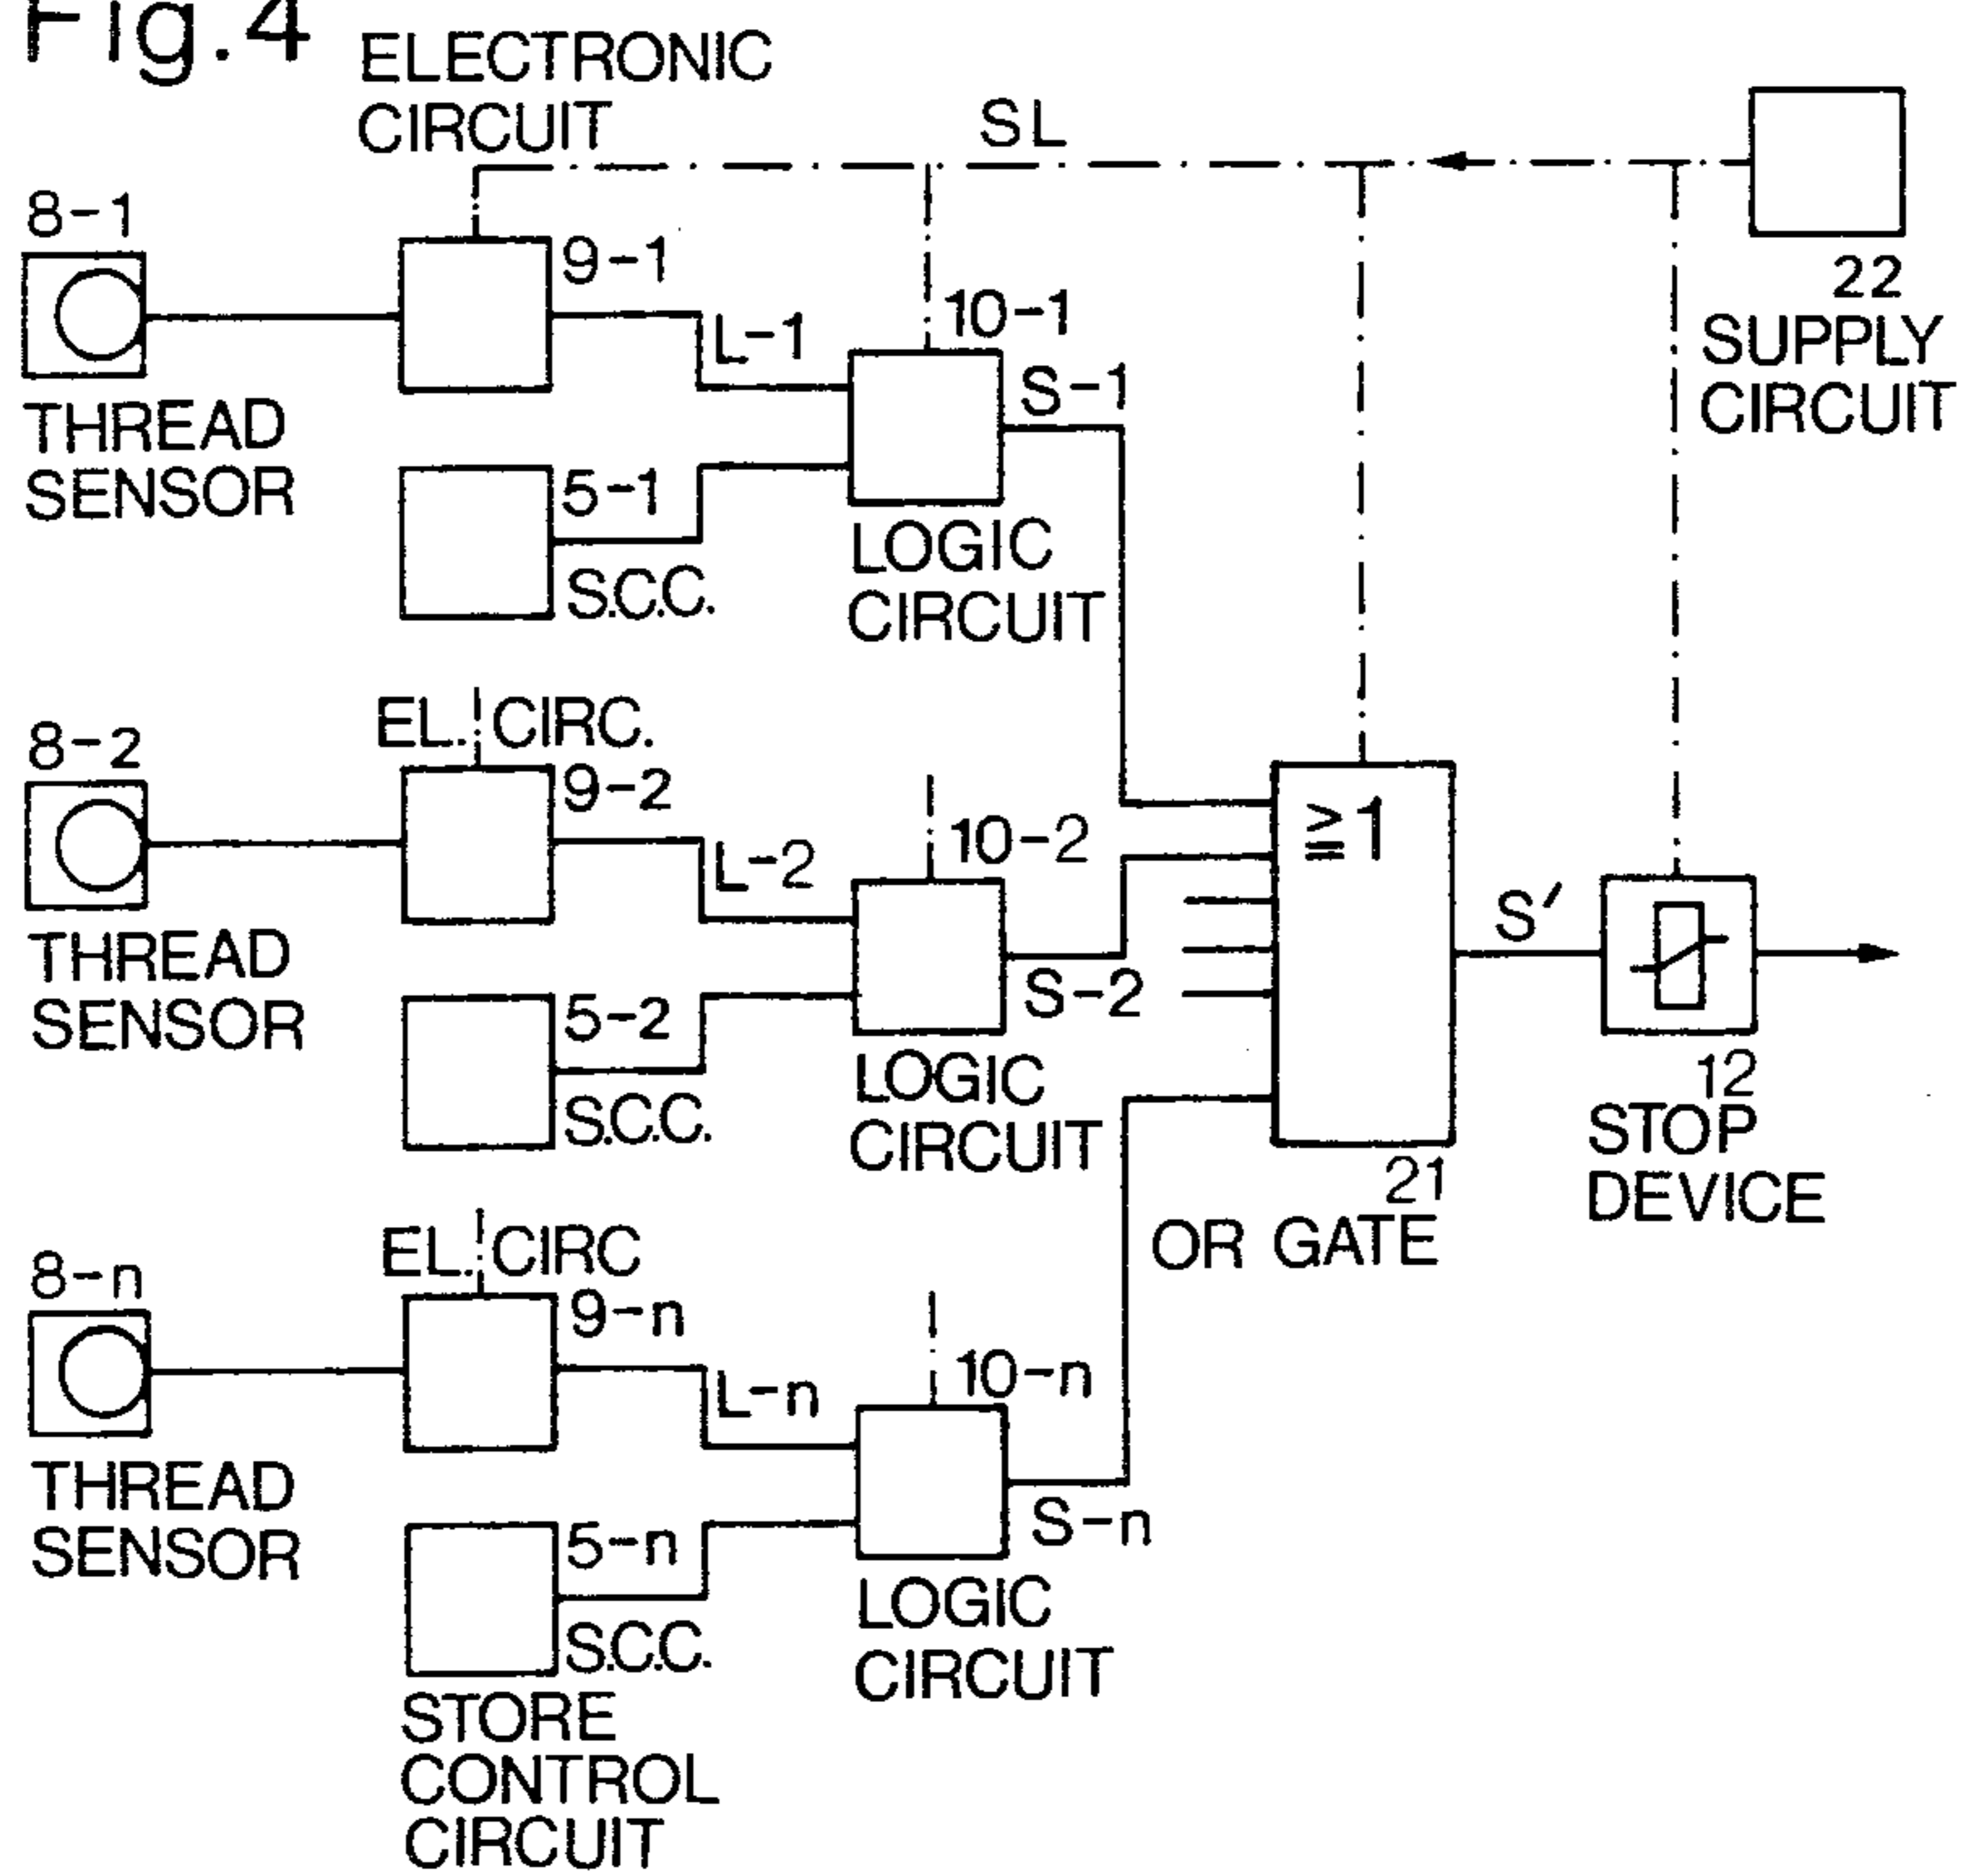 Fig.4
ELECTRONIC
CIRCUIT
SL
8-1
9-1
22
SUPPLY
CIRCUIT
L-1
10-1
S-1
THREAD
SENSOR
5-1
S.C.C.
LOGIC
CIRCUIT
EL. CIRC.
8-2
9-2
L-2
10-2
≧1
THREAD
SENSOR
5-2
S.C.C.
S-2
LOGIC
CIRCUIT
S′
12
STOP
DEVICE
21
OR GATE
EL. CIRC
8-n
9-n
L-n
10-n
THREAD
SENSOR
5-n
S.C.C.
S-n
LOGIC
CIRCUIT
STORE
CONTROL
CIRCUIT